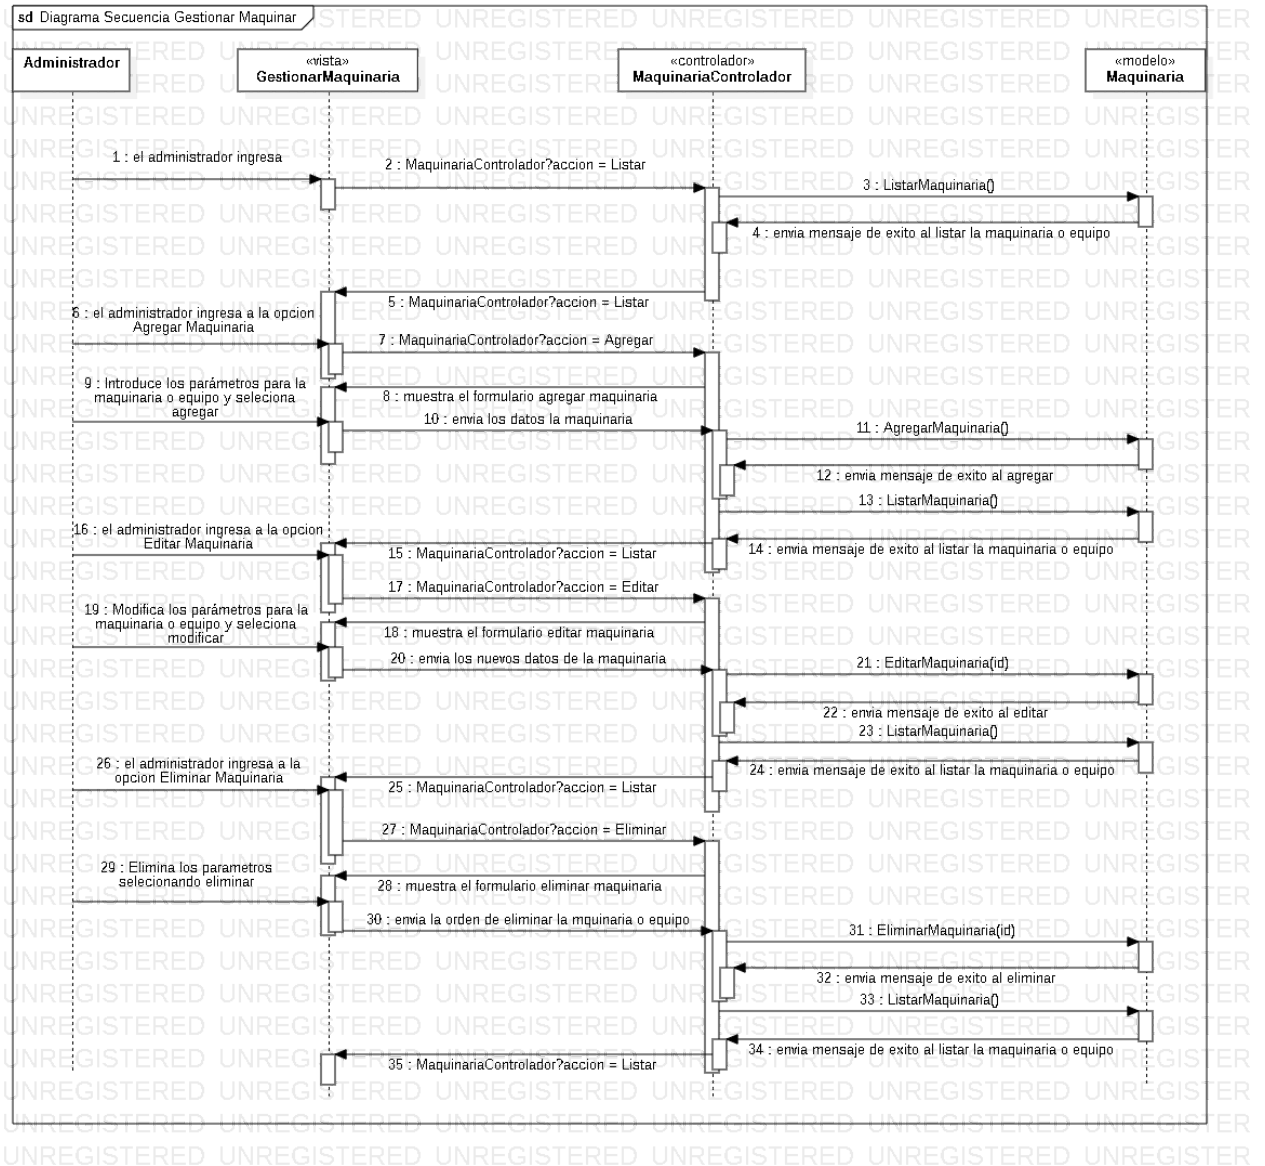 sd Diagrama Secuencia Gestionar Maquinar
Administrador
«vista»
GestionarMaquinaria
«controlador»
MaquinariaControlador
«modelo»
Maquinaria
1 : el administrador ingresa
2 : MaquinariaControlador?accion = Listar
3 : ListarMaquinaria()
4 : envia mensaje de exito al listar la maquinaria o equipo
5 : MaquinariaControlador?accion = Listar
6 : el administrador ingresa a la opcion
Agregar Maquinaria
7 : MaquinariaControlador?accion = Agregar
8 : muestra el formulario agregar maquinaria
9 : Introduce los parámetros para la
maquinaria o equipo y seleciona
agregar
10 : envia los datos la maquinaria
11 : AgregarMaquinaria()
12 : envia mensaje de exito al agregar
13 : ListarMaquinaria()
14 : envia mensaje de exito al listar la maquinaria o equipo
15 : MaquinariaControlador?accion = Listar
16 : el administrador ingresa a la opcion
Editar Maquinaria
17 : MaquinariaControlador?accion = Editar
18 : muestra el formulario editar maquinaria
19 : Modifica los parámetros para la
maquinaria o equipo y seleciona
modificar
20 : envia los nuevos datos de la maquinaria
21 : EditarMaquinaria(id)
22 : envia mensaje de exito al editar
23 : ListarMaquinaria()
24 : envia mensaje de exito al listar la maquinaria o equipo
25 : MaquinariaControlador?accion = Listar
26 : el administrador ingresa a la
opcion Eliminar Maquinaria
27 : MaquinariaControlador?accion = Eliminar
28 : muestra el formulario eliminar maquinaria
29 : Elimina los parametros
selecionando eliminar
30 : envia la orden de eliminar la mquinaria o equipo
31 : EliminarMaquinaria(id)
32 : envia mensaje de exito al eliminar
33 : ListarMaquinaria()
34 : envia mensaje de exito al listar la maquinaria o equipo
35 : MaquinariaControlador?accion = Listar
UNREGISTERED